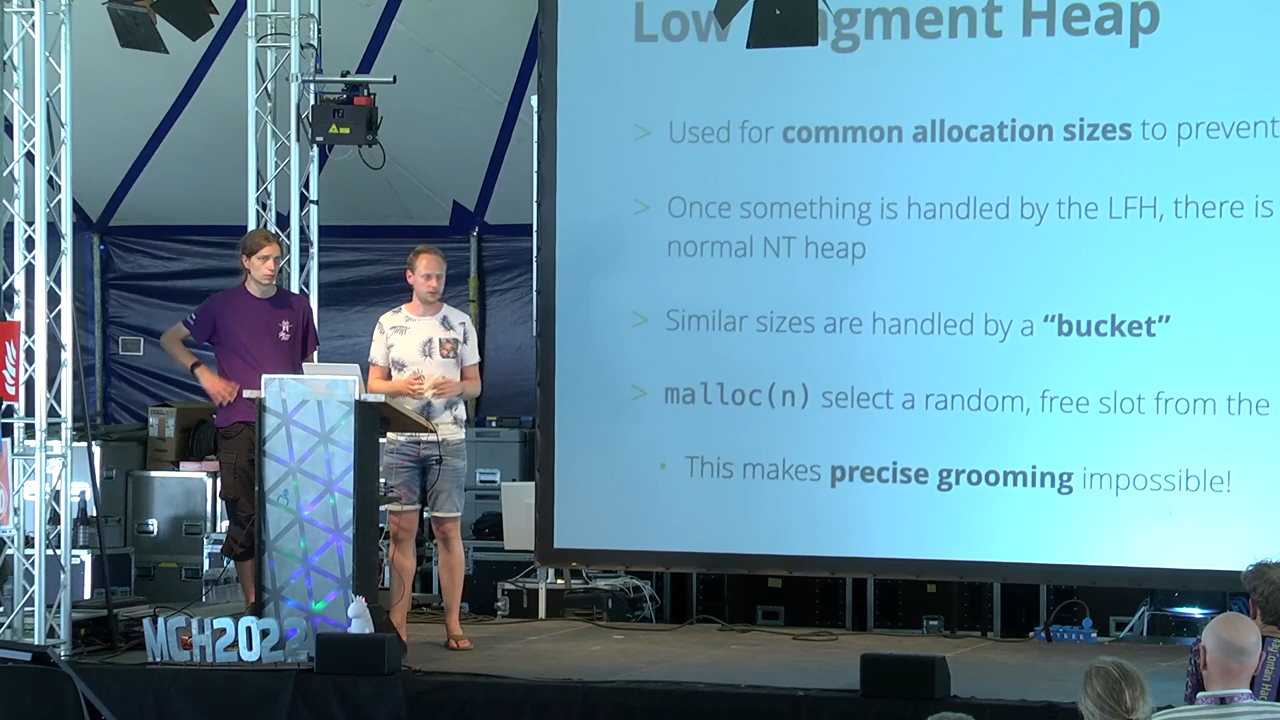 Low gment Heap
> Used for common allocation sizes to prevent
> Once something is handled by the LFH, there is
normal NT heap
> Similar sizes are handled by a “bucket”
> malloc(n) select a random, free slot from the
• This makes precise grooming impossible!
MCH2022